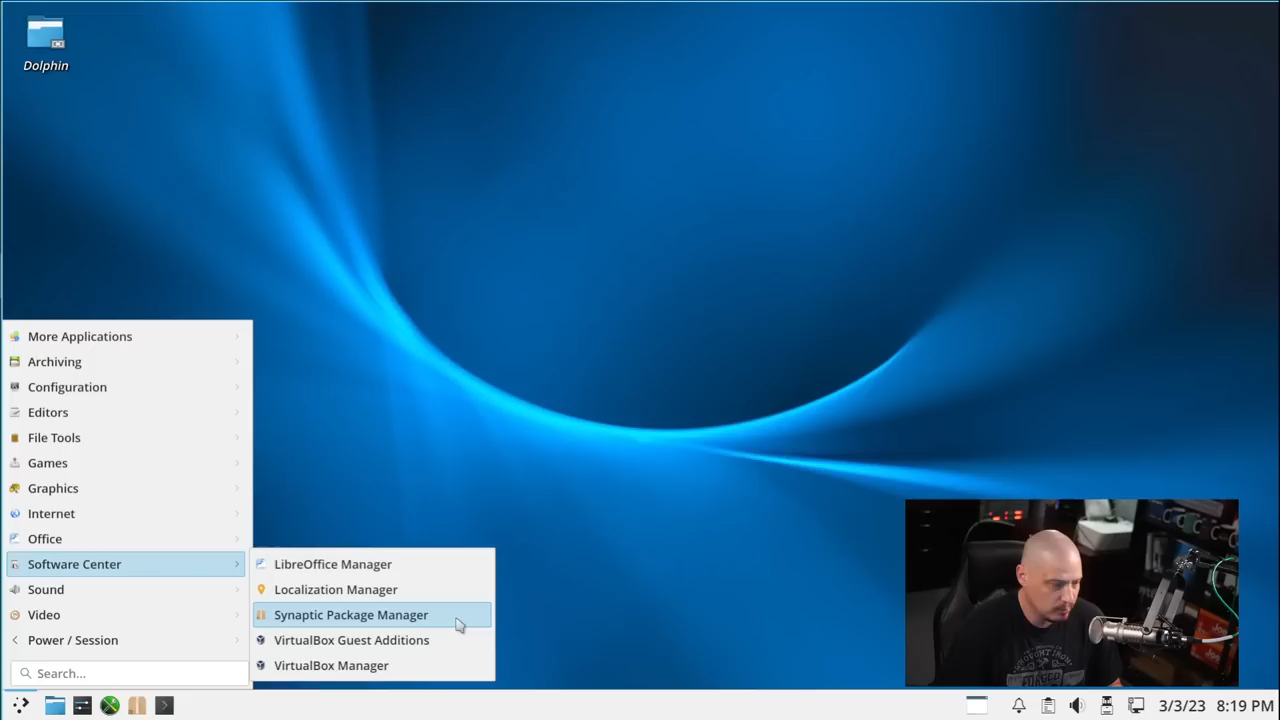 Dolphin
More Applications
Archiving
Configuration
Editors
File Tools
Games
Graphics
Internet
Office
Software Center
Sound
Video
Power / Session
Search...
LibreOffice Manager
Localization Manager
Synaptic Package Manager
VirtualBox Guest Additions
VirtualBox Manager
3/3/23 8:19 PM